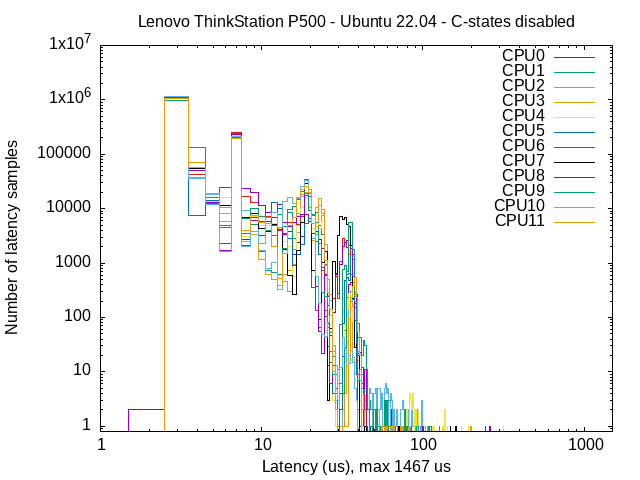 Lenovo ThinkStation P500 - Ubuntu 22.04 - C-states disabled
Number of latency samples
1x10^7
1x10^6
100000
10000
1000
100
10
1
CPU0
CPU1
CPU2
CPU3
CPU4
CPU5
CPU6
CPU7
CPU8
CPU9
CPU10
CPU11
1 10 100 1000
Latency (us), max 1467 us